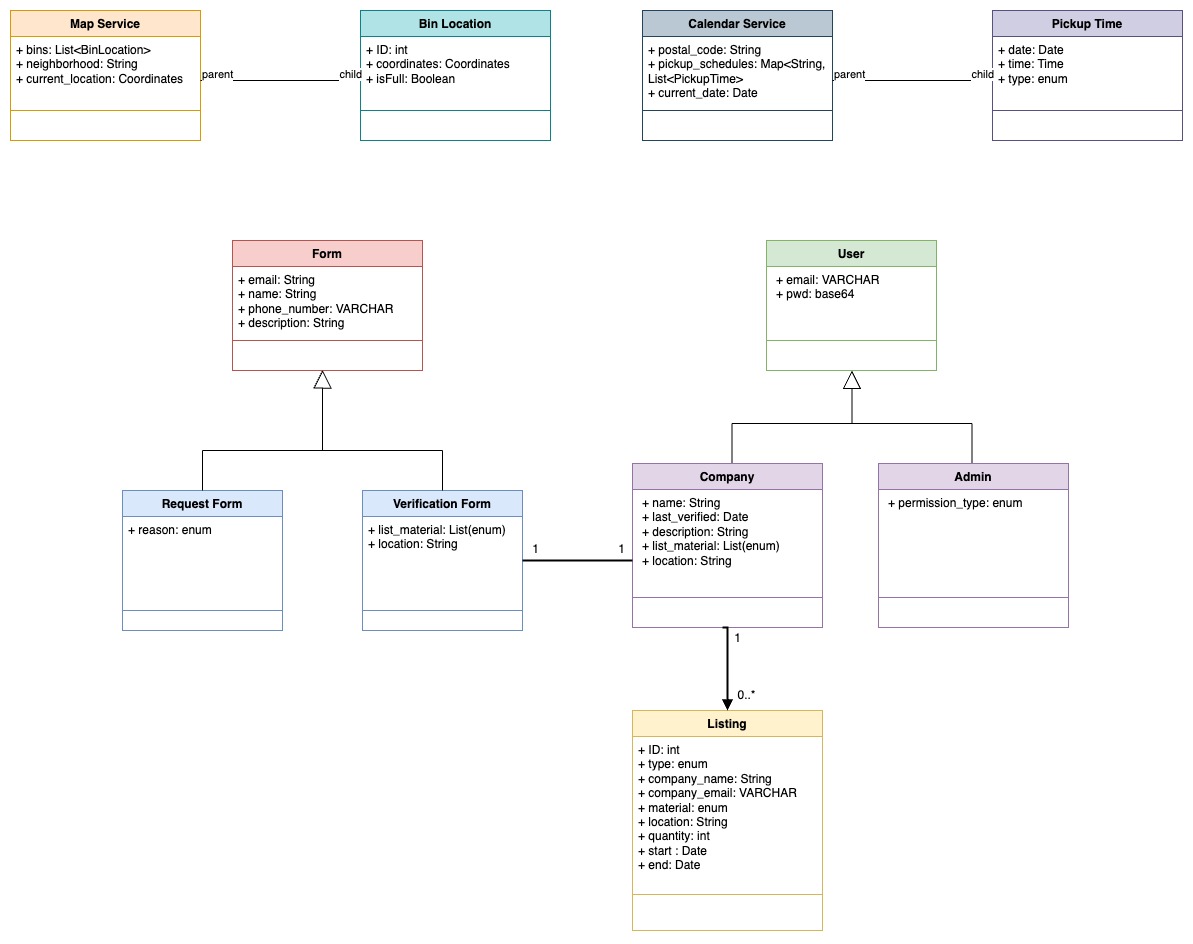 Map Service
+ bins: List<BinLocation>
+ neighborhood: String
+ current_location: Coordinates
parent
child
Bin Location
+ ID: int
+ coordinates: Coordinates
+ isFull: Boolean
Calendar Service
+ postal_code: String
+ pickup_schedules: Map<String,
List<PickupTime>
+ current_date: Date
parent
child
Pickup Time
+ date: Date
+ time: Time
+ type: enum
Form
+ email: String
+ name: String
+ phone_number: VARCHAR
+ description: String
User
+ email: VARCHAR
+ pwd: base64
Request Form
+ reason: enum
Verification Form
+ list_material: List(enum)
+ location: String
1
1
Company
+ name: String
+ last_verified: Date
+ description: String
+ list_material: List(enum)
+ location: String
Admin
+ permission_type: enum
1
0..*
Listing
+ ID: int
+ type: enum
+ company_name: String
+ company_email: VARCHAR
+ material: enum
+ location: String
+ quantity: int
+ start : Date
+ end: Date